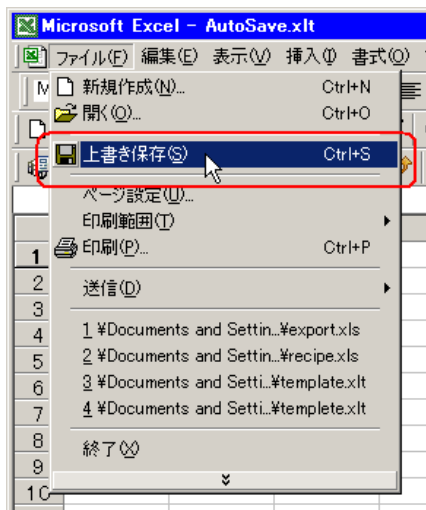 Microsoft Excel - AutoSave.xlt
ファイル(F) 編集(E) 表示(V) 挿入(I) 書式(O)
新規作成(N)... Ctrl+N
開く(O)... Ctrl+O
上書き保存(S) Ctrl+S
ページ設定(U)...
印刷範囲(T)
印刷(P)... Ctrl+P
送信(D)
1 ¥Documents and Settin...¥export.xls
2 ¥Documents and Settin...¥recipe.xls
3 ¥Documents and Setti...¥template.xlt
4 ¥Documents and Setti...¥templete.xlt
終了(X)
1
2
3
4
5
6
7
8
9
10